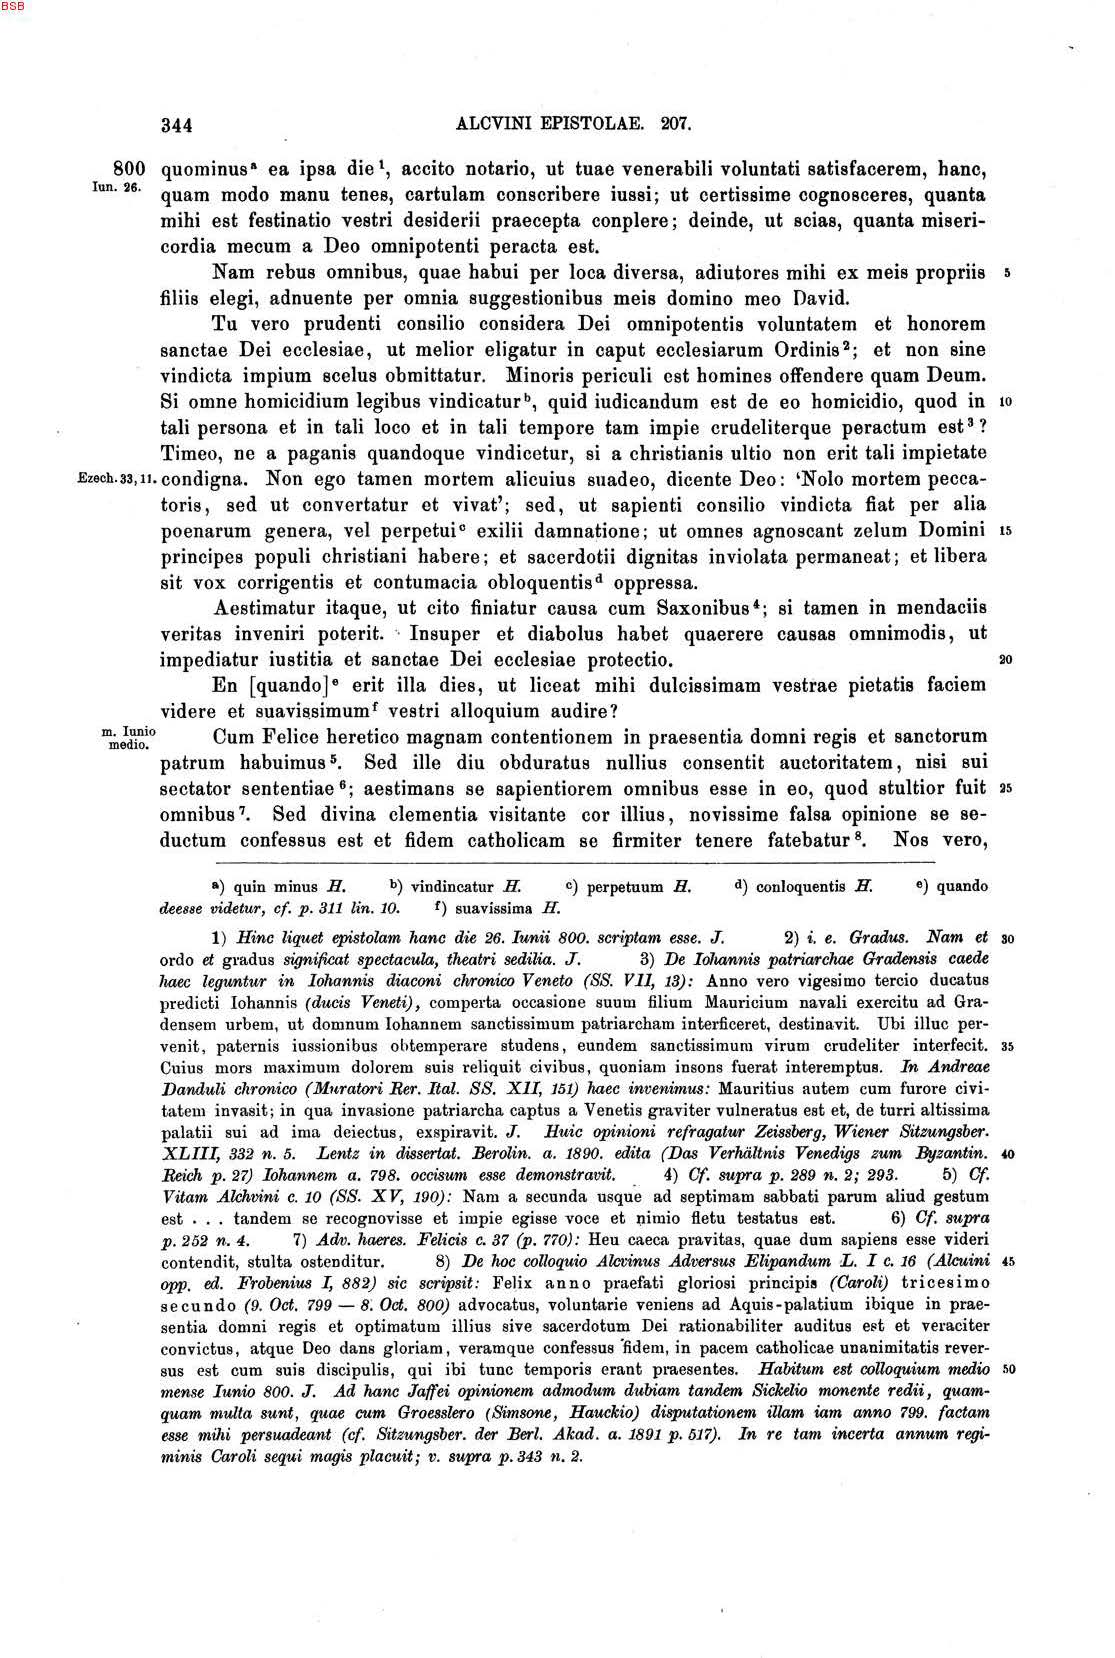 BSB
344 ALCVINI EPISTOLAE. 207.
800 quominusᵃ ea ipsa die¹, accito notario, ut tuae venerabili voluntati satisfacerem, hanc,
Iun. 26. quam modo manu tenes, cartulam conscribere iussi; ut certissime cognosceres, quanta
mihi est festinatio vestri desiderii praecepta conplere; deinde, ut scias, quanta miseri-
cordia mecum a Deo omnipotenti peracta est.
Nam rebus omnibus, quae habui per loca diversa, adiutores mihi ex meis propriis 5
filiis elegi, adnuente per omnia suggestionibus meis domino meo David.
Tu vero prudenti consilio considera Dei omnipotentis voluntatem et honorem
sanctae Dei ecclesiae, ut melior eligatur in caput ecclesiarum Ordinis²; et non sine
vindicta impium scelus obmittatur. Minoris periculi est homines offendere quam Deum.
Si omne homicidium legibus vindicaturᵇ, quid iudicandum est de eo homicidio, quod in 10
tali persona et in tali loco et in tali tempore tam impie crudeliterque peractum est³?
Timeo, ne a paganis quandoque vindicetur, si a christianis ultio non erit tali impietate
Ezech. 33, 11. condigna. Non ego tamen mortem alicuius suadeo, dicente Deo: ‘Nolo mortem pecca-
toris, sed ut convertatur et vivat’; sed, ut sapienti consilio vindicta fiat per alia
poenarum genera, vel perpetuiᶜ exilii damnatione; ut omnes agnoscant zelum Domini 15
principes populi christiani habere; et sacerdotii dignitas inviolata permaneat; et libera
sit vox corrigentis et contumacia obloquentisᵈ oppressa.
Aestimatur itaque, ut cito finiatur causa cum Saxonibus⁴; si tamen in mendaciis
veritas inveniri poterit. Insuper et diabolus habet quaerere causas omnimodis, ut
impediatur iustitia et sanctae Dei ecclesiae protectio. 20
En [quando]ᵉ erit illa dies, ut liceat mihi dulcissimam vestrae pietatis faciem
videre et suavissimumᶠ vestri alloquium audire?
m. Iunio medio. Cum Felice heretico magnam contentionem in praesentia domni regis et sanctorum
patrum habuimus⁵. Sed ille diu obduratus nullius consentit auctoritatem, nisi sui
sectator sententiae⁶; aestimans se sapientiorem omnibus esse in eo, quod stultior fuit 25
omnibus⁷. Sed divina clementia visitante cor illius, novissime falsa opinione se se-
ductum confessus est et fidem catholicam se firmiter tenere fatebatur⁸. Nos vero,
a) quin minus H. b) vindincatur H. c) perpetuum H. d) conloquentis H. e) quando
deesse videtur, cf. p. 311 lin. 10. f) suavissima H.
1) Hinc liquet epistolam hanc die 26. Iunii 800. scriptam esse. J. 2) i. e. Gradus. Nam et 30
ordo et gradus significat spectacula, theatri sedilia. J. 3) De Iohannis patriarchae Gradensis caede
haec leguntur in Iohannis diaconi chronico Veneto (SS. VII, 13): Anno vero vigesimo tercio ducatus
predicti Iohannis (ducis Veneti), comperta occasione suum filium Mauricium navali exercitu ad Gra-
densem urbem, ut domnum Iohannem sanctissimum patriarcham interficeret, destinavit. Ubi illuc per-
venit, paternis iussionibus obtemperare studens, eundem sanctissimum virum crudeliter interfecit. 35
Cuius mors maximum dolorem suis reliquit civibus, quoniam insons fuerat interemptus. In Andreae
Danduli chronico (Muratori Rer. Ital. SS. XII, 151) haec invenimus: Mauritius autem cum furore civi-
tatem invasit; in qua invasione patriarcha captus a Venetis graviter vulneratus est et, de turri altissima
palatii sui ad ima deiectus, exspiravit. J. Huic opinioni refragatur Zeissberg, Wiener Sitzungsber.
XLIII, 332 n. 5. Lentz in dissertat. Berolin. a. 1890. edita (Das Verhältnis Venedigs zum Byzantin. 40
Reich p. 27) Iohannem a. 798. occisum esse demonstravit. 4) Cf. supra p. 289 n. 2; 293. 5) Cf.
Vitam Alchvini c. 10 (SS. XV, 190): Nam a secunda usque ad septimam sabbati parum aliud gestum
est . . . tandem se recognovisse et impie egisse voce et nimio fletu testatus est. 6) Cf. supra
p. 252 n. 4. 7) Adv. haeres. Felicis c. 37 (p. 770): Heu caeca pravitas, quae dum sapiens esse videri
contendit, stulta ostenditur. 8) De hoc colloquio Alcvinus Adversus Elipandum L. I c. 16 (Alcuini 45
opp. ed. Frobenius I, 882) sic scripsit: Felix anno praefati gloriosi principis (Caroli) tricesimo
secundo (9. Oct. 799 — 8. Oct. 800) advocatus, voluntarie veniens ad Aquis-palatium ibique in prae-
sentia domni regis et optimatum illius sive sacerdotum Dei rationabiliter auditus est et veraciter
convictus, atque Deo dans gloriam, veramque confessus fidem, in pacem catholicae unanimitatis rever-
sus est cum suis discipulis, qui ibi tunc temporis erant praesentes. Habitum est colloquium medio 50
mense Iunio 800. J. Ad hanc Jaffei opinionem admodum dubiam tandem Sickelio monente redii, quam-
quam multa sunt, quae cum Groesslero (Simsone, Hauckio) disputationem illam iam anno 799. factam
esse mihi persuadeant (cf. Sitzungsber. der Berl. Akad. a. 1891 p. 517). In re tam incerta annum regi-
minis Caroli sequi magis placuit; v. supra p. 343 n. 2.